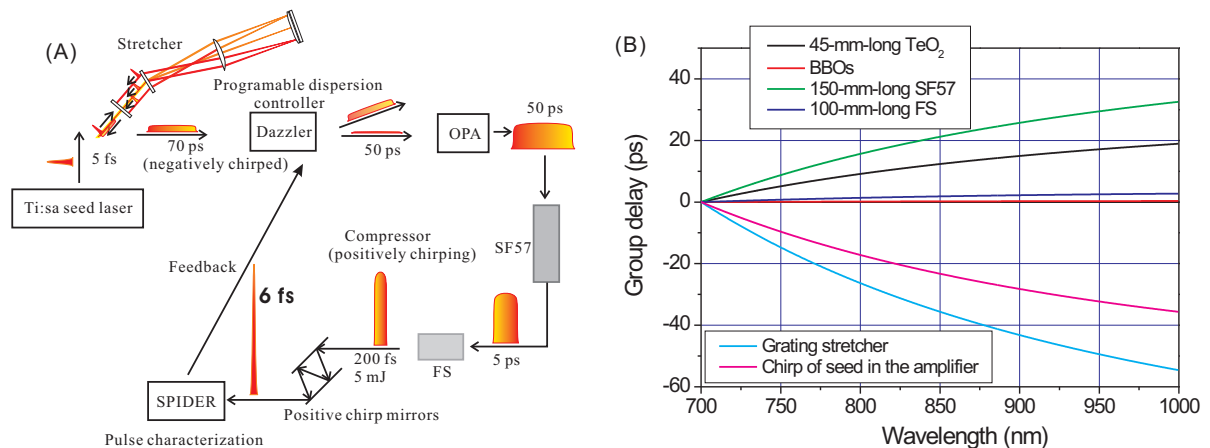 (A)
Stretcher
Programable dispersion
controller
Dazzler
5 fs
70 ps
(negatively chirped)
50 ps
OPA
50 ps
Ti:sa seed laser
SF57
Feedback
Compressor
(positively chirping)
6 fs
200 fs
5 mJ
FS
5 ps
SPIDER
Positive chirp mirrors
Pulse characterization
(B)
45-mm-long TeO₂
BBOs
150-mm-long SF57
100-mm-long FS
Grating stretcher
Chirp of seed in the amplifier
Group delay (ps)
40
20
0
-20
-40
-60
700 750 800 850 900 950 1000
Wavelength (nm)